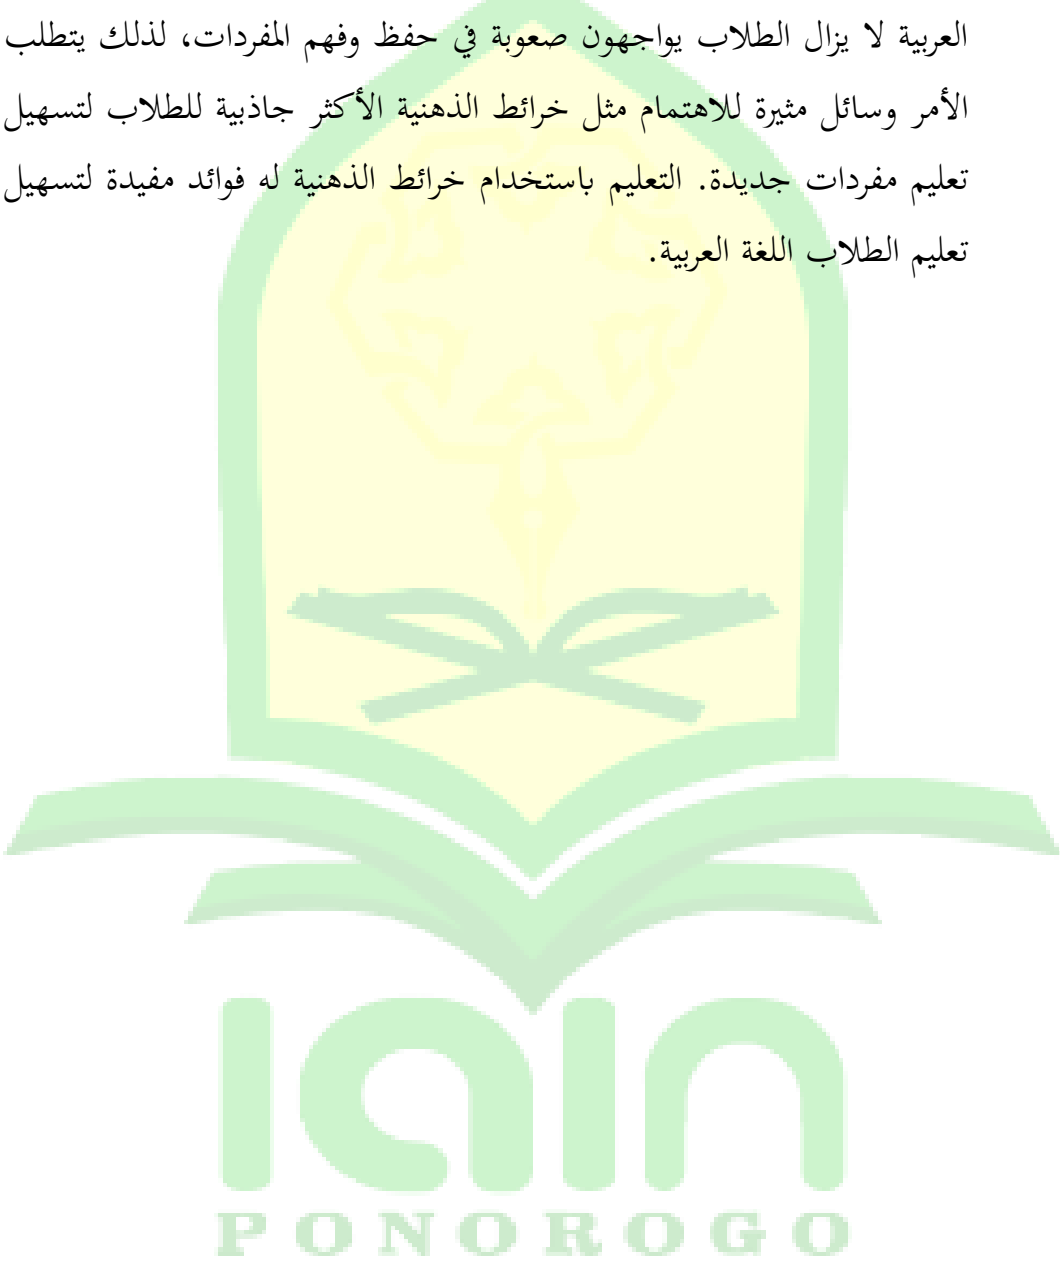 العربية لا يزال الطلاب يواجهون صعوبة في حفظ وفهم المفردات، لذلك يتطلب
الأمر وسائل مثيرة للاهتمام مثل خرائط الذهنية الأكثر جاذبية للطلاب لتسهيل
تعليم مفردات جديدة. التعليم باستخدام خرائط الذهنية له فوائد مفيدة لتسهيل
تعليم الطلاب اللغة العربية.
iain
PONOROGO